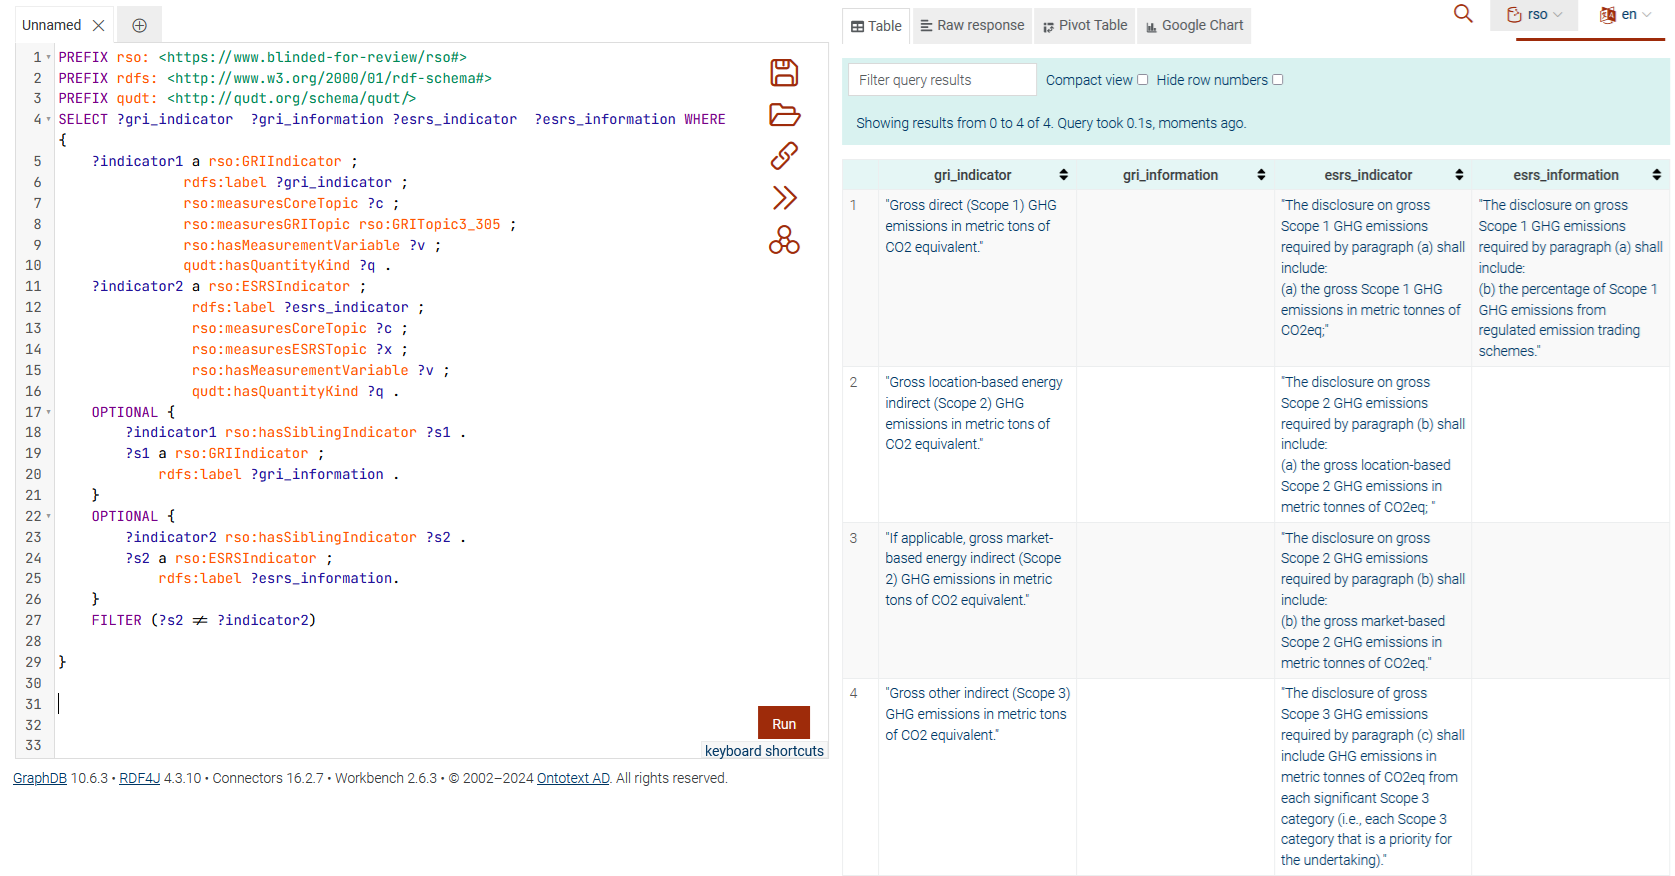 Unnamed
1 PREFIX rso: <https://www.blinded-for-review/rso#>
2 PREFIX rdfs: <http://www.w3.org/2000/01/rdf-schema#>
3 PREFIX qudt: <http://qudt.org/schema/qudt/>
4 SELECT ?gri_indicator  ?gri_information ?esrs_indicator  ?esrs_information WHERE
{
5 ?indicator1 a rso:GRIIndicator ;
6 rdfs:label ?gri_indicator ;
7 rso:measuresCoreTopic ?c ;
8 rso:measuresGRITopic rso:GRITopic3_305 ;
9 rso:hasMeasurementVariable ?v ;
10 qudt:hasQuantityKind ?q .
11 ?indicator2 a rso:ESRSIndicator ;
12 rdfs:label ?esrs_indicator ;
13 rso:measuresCoreTopic ?c ;
14 rso:measuresESRSTopic ?x ;
15 rso:hasMeasurementVariable ?v ;
16 qudt:hasQuantityKind ?q .
17 OPTIONAL {
18 ?indicator1 rso:hasSiblingIndicator ?s1 .
19 ?s1 a rso:GRIIndicator ;
20 rdfs:label ?gri_information .
21 }
22 OPTIONAL {
23 ?indicator2 rso:hasSiblingIndicator ?s2 .
24 ?s2 a rso:ESRSIndicator ;
25 rdfs:label ?esrs_information.
26 }
27 FILTER (?s2 ≠ ?indicator2)
28
29 }
30
31
32
33
Run
keyboard shortcuts
GraphDB 10.6.3 • RDF4J 4.3.10 • Connectors 16.2.7 • Workbench 2.6.3 • © 2002–2024 Ontotext AD. All rights reserved.
Table Raw response Pivot Table Google Chart
rso en
Filter query results Compact view Hide row numbers
Showing results from 0 to 4 of 4. Query took 0.1s, moments ago.
gri_indicator gri_information esrs_indicator esrs_information
1
"Gross direct (Scope 1) GHG
emissions in metric tons of
CO2 equivalent."
"The disclosure on gross
Scope 1 GHG emissions
required by paragraph (a) shall
include:
(a) the gross Scope 1 GHG
emissions in metric tonnes of
CO2eq;"
"The disclosure on gross
Scope 1 GHG emissions
required by paragraph (a) shall
include:
(b) the percentage of Scope 1
GHG emissions from
regulated emission trading
schemes."
2
"Gross location-based energy
indirect (Scope 2) GHG
emissions in metric tons of
CO2 equivalent."
"The disclosure on gross
Scope 2 GHG emissions
required by paragraph (b) shall
include:
(a) the gross location-based
Scope 2 GHG emissions in
metric tonnes of CO2eq; "
3
"If applicable, gross market-
based energy indirect (Scope
2) GHG emissions in metric
tons of CO2 equivalent."
"The disclosure on gross
Scope 2 GHG emissions
required by paragraph (b) shall
include:
(b) the gross market-based
Scope 2 GHG emissions in
metric tonnes of CO2eq."
4
"Gross other indirect (Scope 3)
GHG emissions in metric tons
of CO2 equivalent."
"The disclosure of gross
Scope 3 GHG emissions
required by paragraph (c) shall
include GHG emissions in
metric tonnes of CO2eq from
each significant Scope 3
category (i.e., each Scope 3
category that is a priority for
the undertaking)."